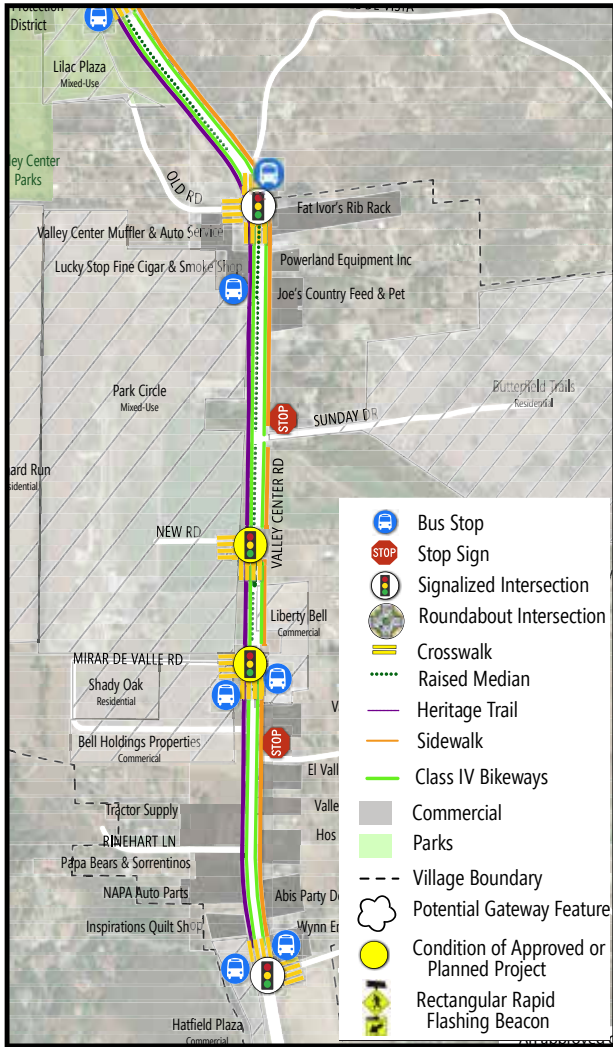 District
Lilac Plaza
Mixed-Use
ey Center
Parks
OLD RD
Fat Ivor's Rib Rack
Valley Center Muffler & Auto Service
Lucky Stop Fine Cigar & Smoke Shop
Powerland Equipment Inc
Joe's Country Feed & Pet
Park Circle
Mixed-Use
Butterfield Trails
Residential
STOP
SUNDAY DR
ard Run
sidential
NEW RD
VALLEY CENTER RD
Liberty Bell
Commercial
MIRAR DE VALLE RD
Shady Oak
Residential
STOP
Bell Holdings Properties
Commerical
El Vall
Tractor Supply
Valle
Hos
RINEHART LN
Papa Bears & Sorrentinos
NAPA Auto Parts
Abis Party De
Inspirations Quilt Shop
Wynn En
Hatfield Plaza
Commercial
Bus Stop
STOP
Stop Sign
Signalized Intersection
Roundabout Intersection
Crosswalk
Raised Median
Heritage Trail
Sidewalk
Class IV Bikeways
Commercial
Parks
Village Boundary
Potential Gateway Feature
Condition of Approved or
Planned Project
Rectangular Rapid
Flashing Beacon